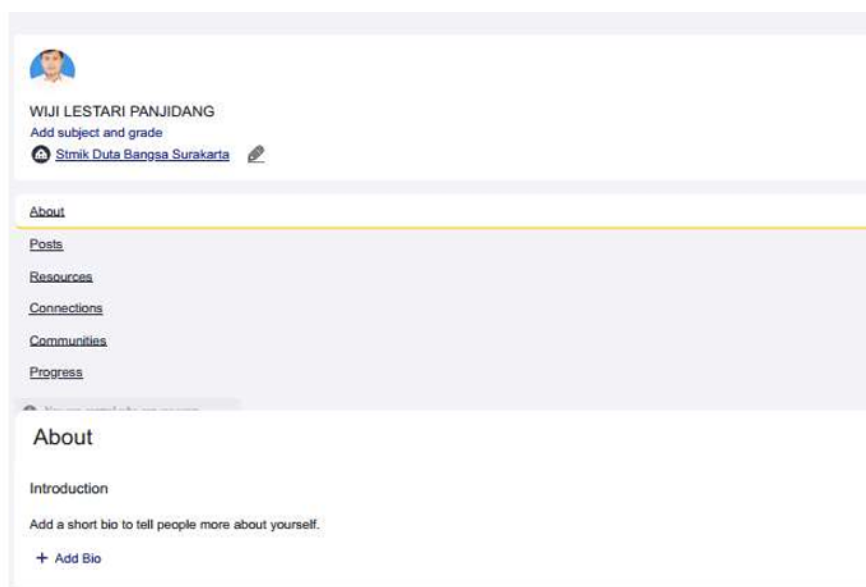 WIJI LESTARI PANJIDANG
Add subject and grade
Stmik Duta Bangsa Surakarta
About
Posts
Resources
Connections
Communities
Progress
About
Introduction
Add a short bio to tell people more about yourself.
+ Add Bio